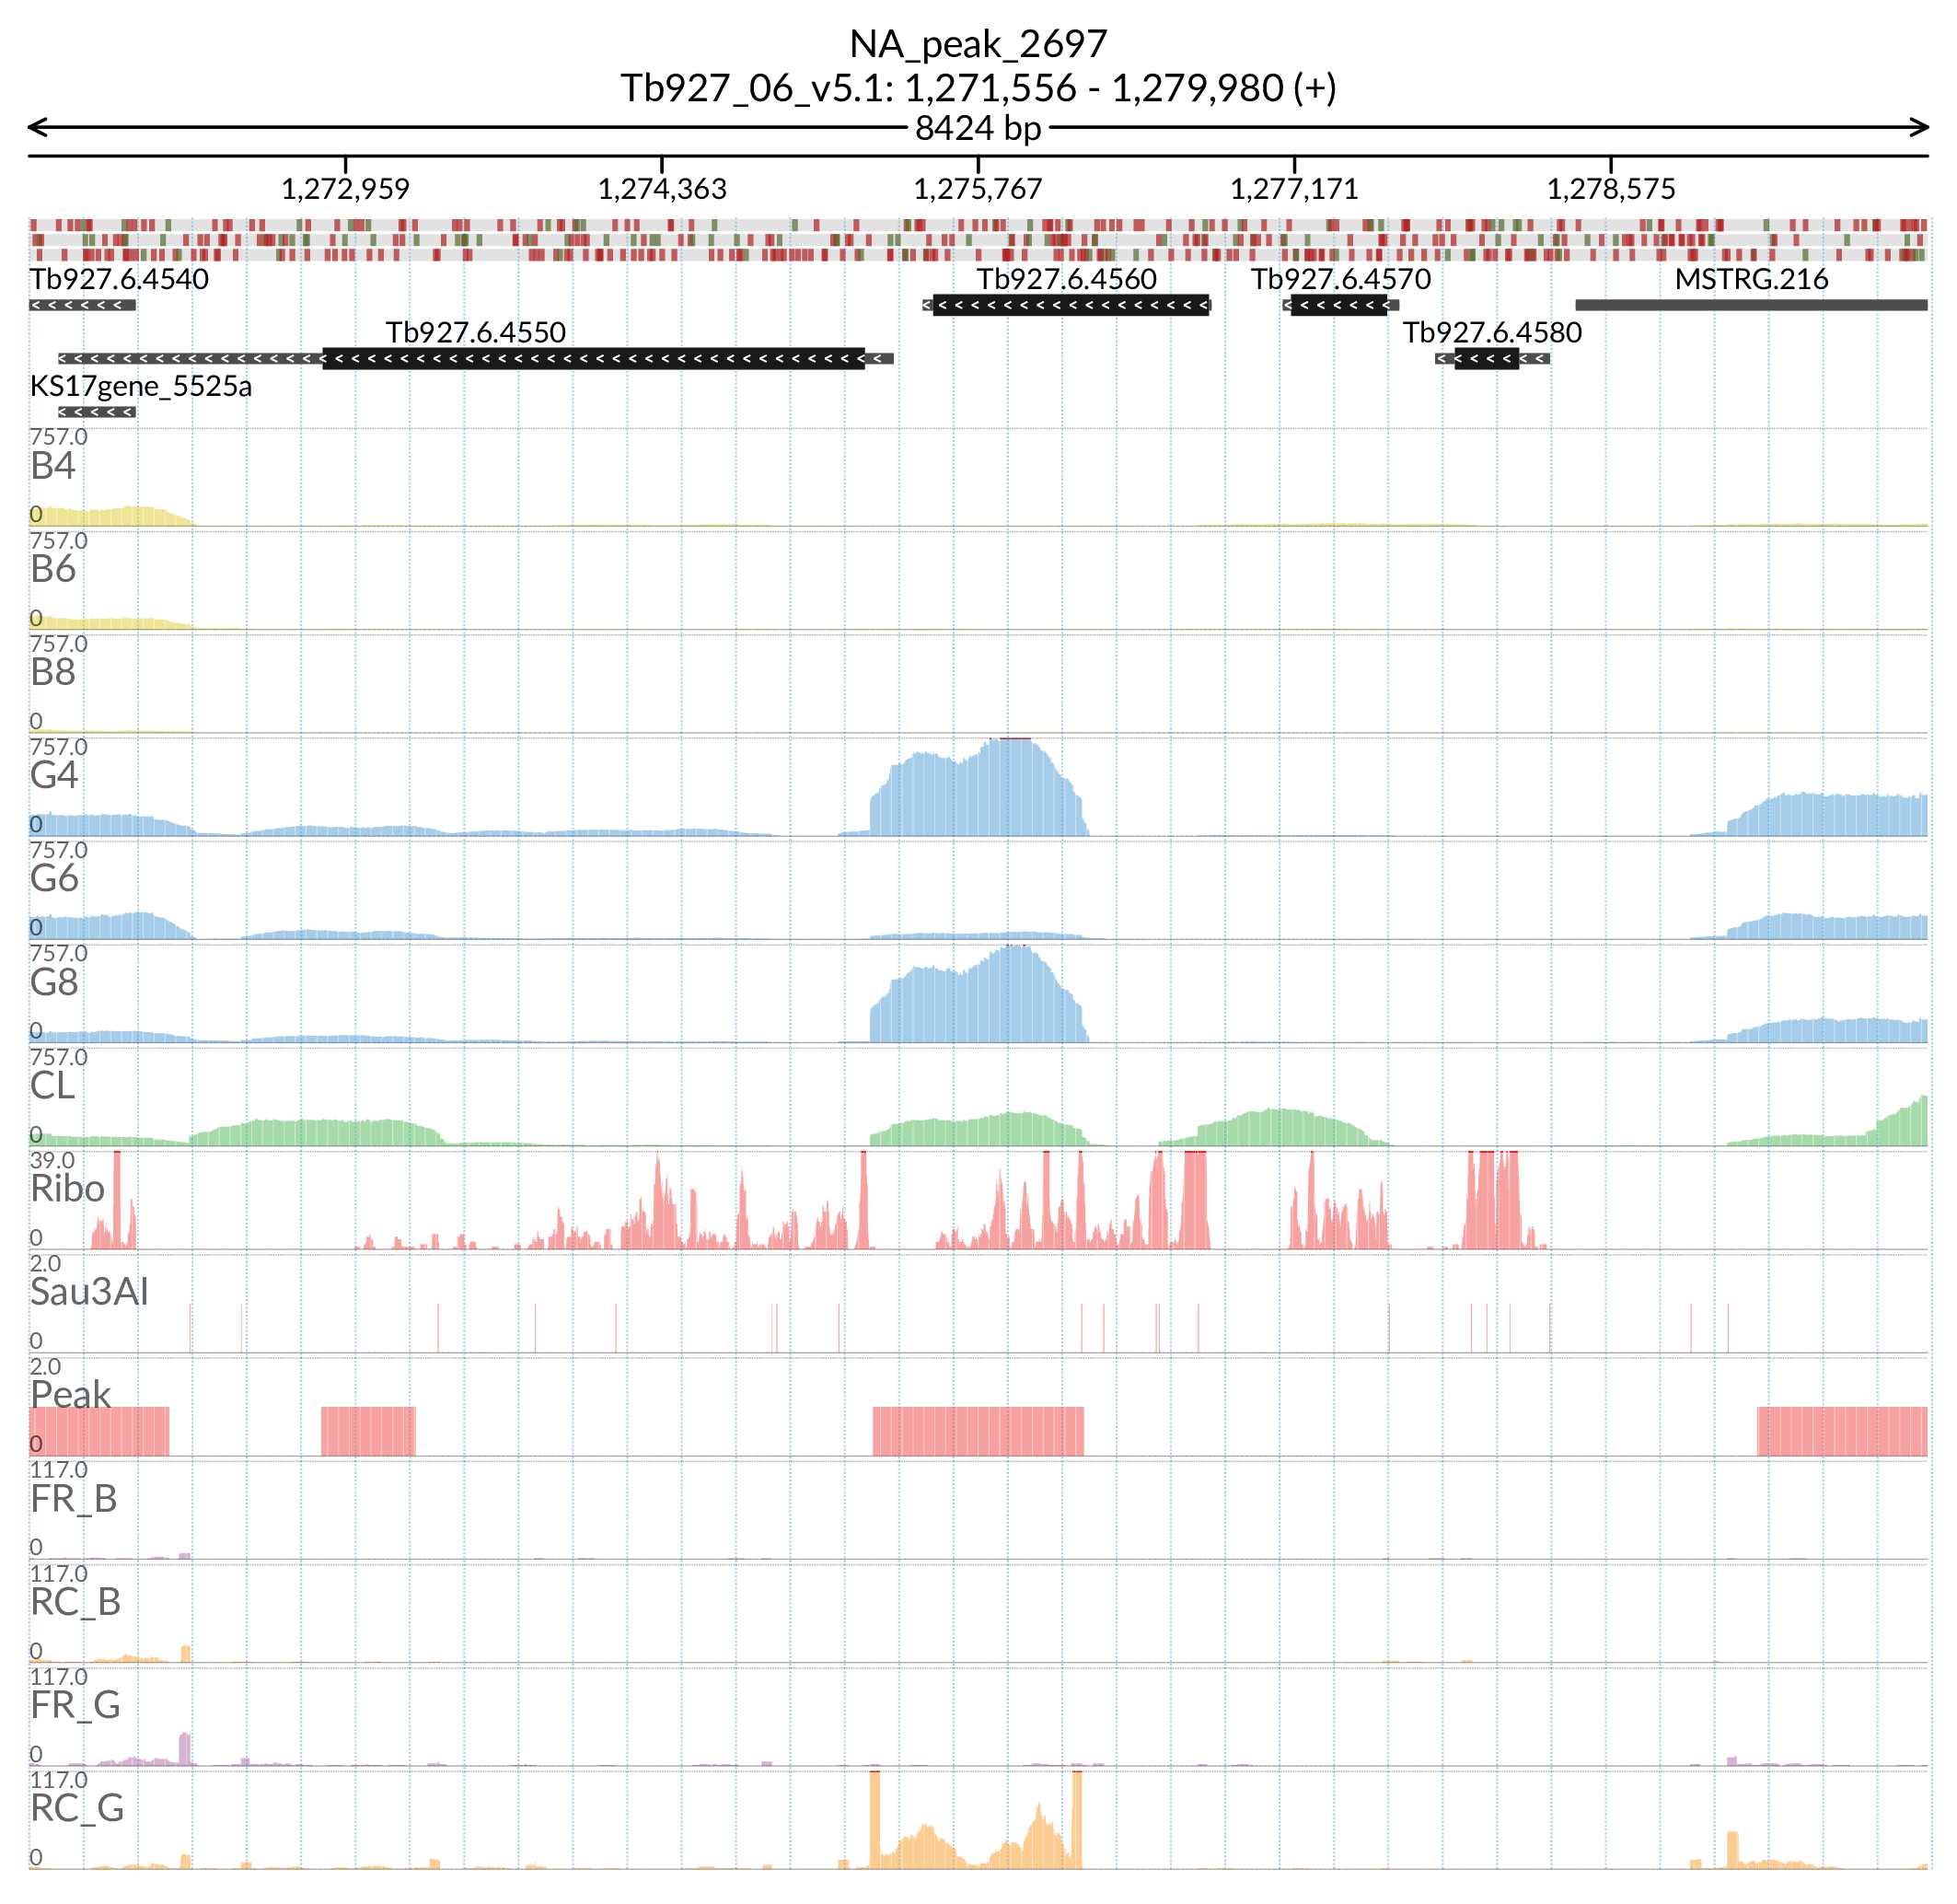 NA_peak_2697
Tb927_06_v5.1: 1,271,556 - 1,279,980 (+)
8424 bp
1,272,959 1,274,363 1,275,767 1,277,171 1,278,575
Tb927.6.4540 Tb927.6.4560 Tb927.6.4570 MSTRG.216
Tb927.6.4550 Tb927.6.4580
KS17gene_5525a
757.0
B4
0
757.0
B6
0
757.0
B8
0
757.0
G4
0
757.0
G6
0
757.0
G8
0
757.0
CL
0
39.0
Ribo
0
2.0
Sau3AI
0
2.0
Peak
0
117.0
FR_B
0
117.0
RC_B
0
117.0
FR_G
0
117.0
RC_G
0